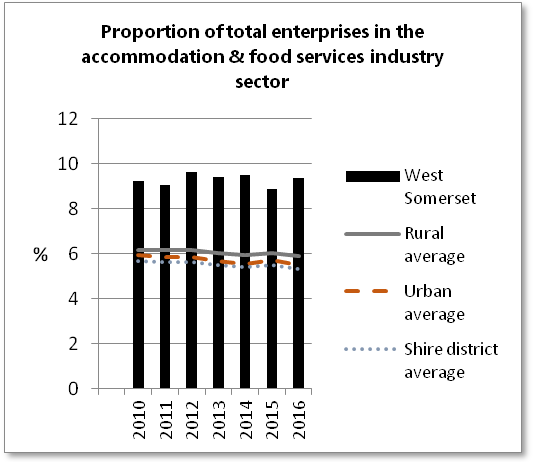 Proportion of total enterprises in the
accommodation & food services industry
sector
12
10
8
6
4
2
0
%
2010
2011
2012
2013
2014
2015
2016
West
Somerset
Rural
average
Urban
average
Shire district
average